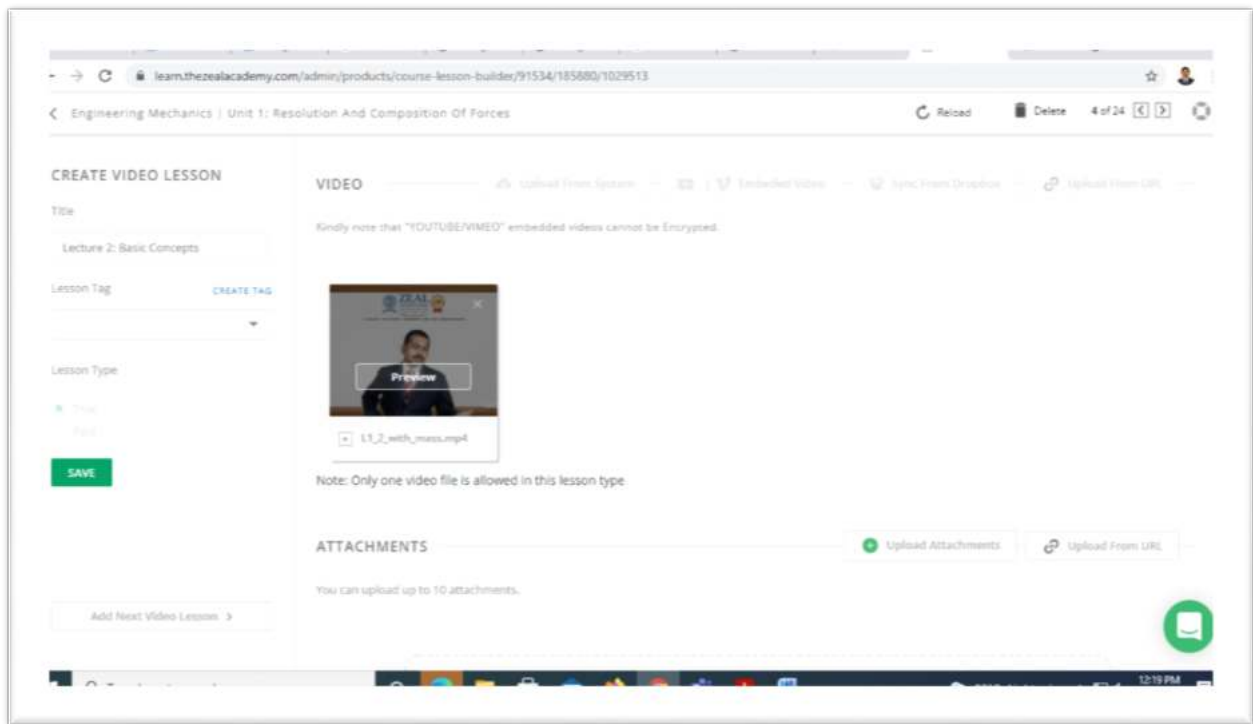 learn.thezealacademy.com/admin/products/course-lesson-builder/91534/185880/1029513
Engineering Mechanics | Unit 1: Resolution And Composition Of Forces
Reload
Delete
4 of 24
CREATE VIDEO LESSON
Title
Lecture 2: Basic Concepts
Lesson Tag
CREATE TAG
Lesson Type
Free
Paid
SAVE
Add Next Video Lesson
VIDEO
Upload From System
Embeded Video
Sync From Dropbox
Upload From URL
Kindly note that "YOUTUBE/VIMEO" embedded videos cannot be Encrypted.
ZEAL
Preview
L1_2_with_mass.mp4
Note: Only one video file is allowed in this lesson type
ATTACHMENTS
Upload Attachments
Upload From URL
You can upload up to 10 attachments.
12:19 PM